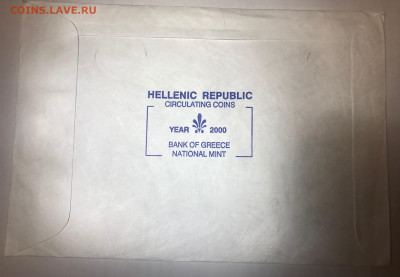 COINS.LAVE.RU
HELLENIC REPUBLIC
CIRCULATING COINS
YEAR 2000
BANK OF GREECE
NATIONAL MINT